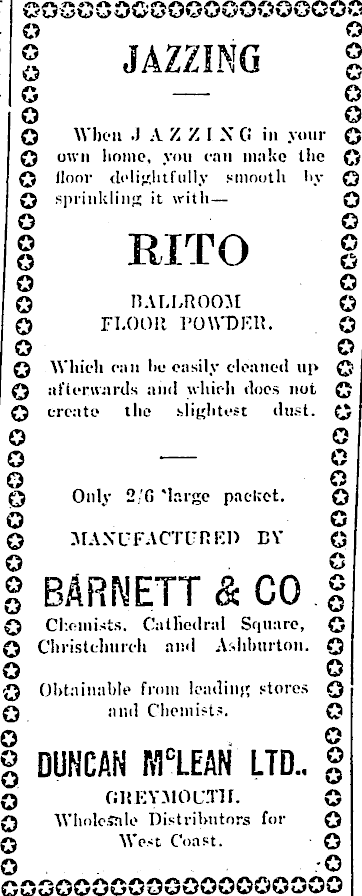 JAZZING
When JAZZING in your
own home, you can make the
floor delightfully smooth by
sprinkling it with—
RITO
BALLROOM
FLOOR POWDER.
Which can be easily cleaned up
afterwards and which does not
create the slightest dust.
Only 2/6 large packet.
MANUFACTURED BY
BARNETT & CO
Chemists, Cathedral Square,
Christchurch and Ashburton.
Obtainable from leading stores
and Chemists.
DUNCAN McLEAN LTD.,
GREYMOUTH.
Wholesale Distributors for
West Coast.